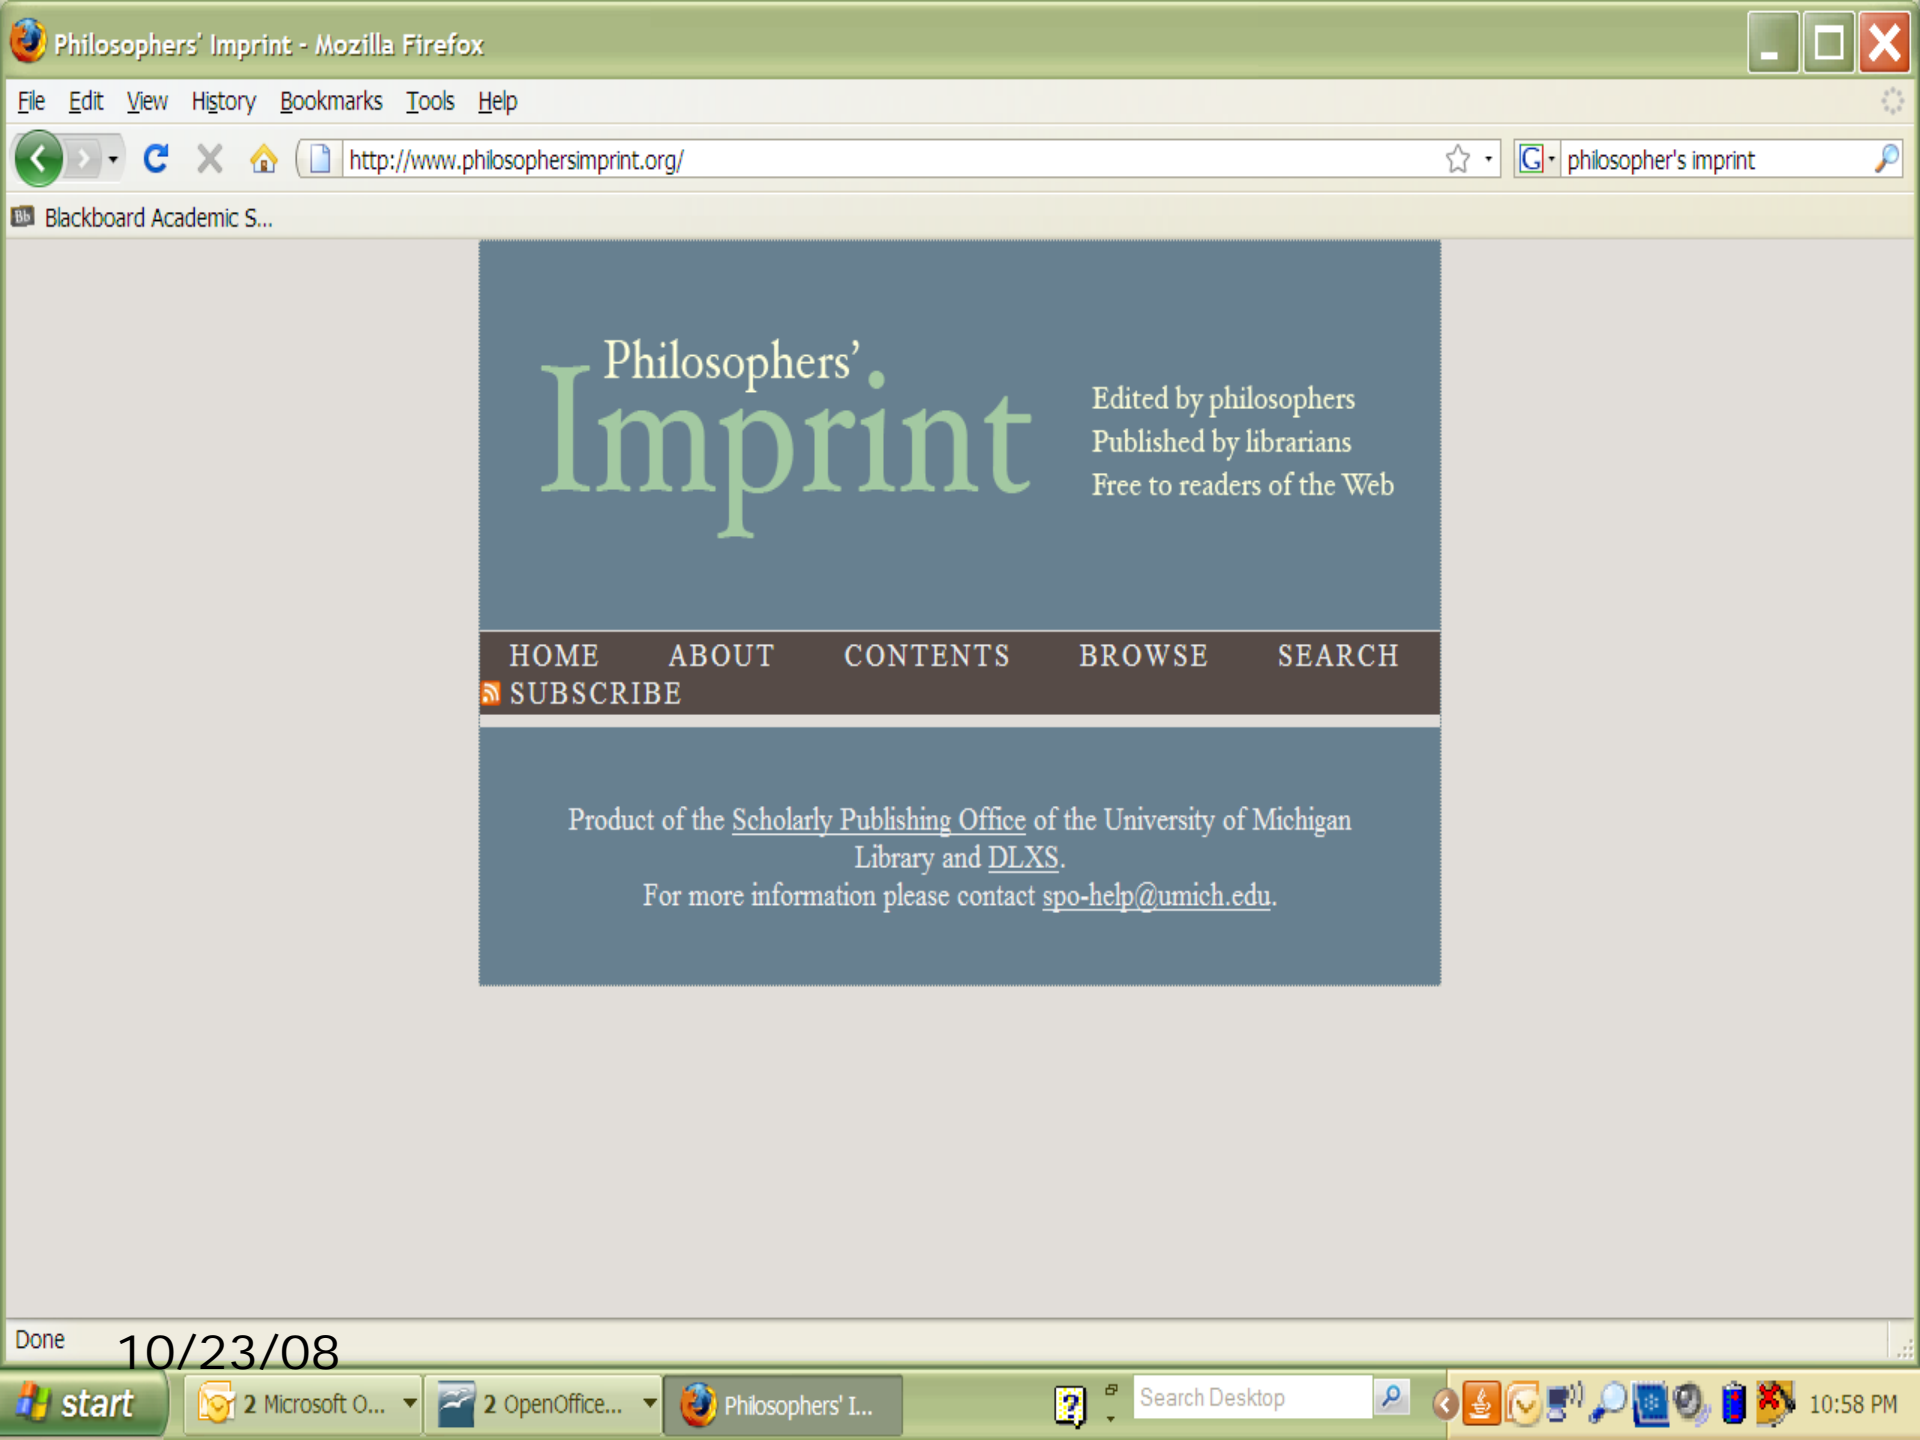 Philosophers' Imprint - Mozilla Firefox
File Edit View History Bookmarks Tools Help
http://www.philosophersimprint.org/ G philosopher's imprint
Bb Blackboard Academic S...
Philosophers’
Imprint
Edited by philosophers
Published by librarians
Free to readers of the Web
HOME ABOUT CONTENTS BROWSE SEARCH
SUBSCRIBE
Product of the Scholarly Publishing Office of the University of Michigan
Library and DLXS.
For more information please contact spo-help@umich.edu.
Done
10/23/08
start 2 Microsoft O... 2 OpenOffice... Philosophers' I... ? Search Desktop 10:58 PM